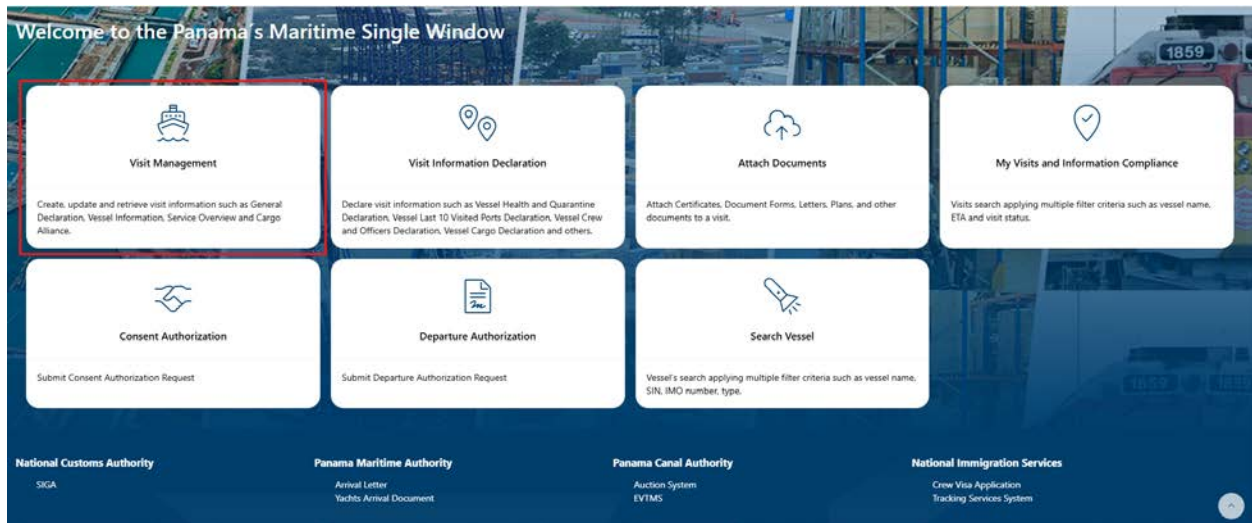 Welcome to the Panama's Maritime Single Window
1859
Visit Management
Create, update and retrieve visit information such as General
Declaration, Vessel Information, Service Overview and Cargo
Alliance.
Visit Information Declaration
Declare visit information such as Vessel Health and Quarantine
Declaration, Vessel Last 10 Visited Ports Declaration, Vessel Crew
and Officers Declaration, Vessel Cargo Declaration and others.
Attach Documents
Attach Certificates, Document Forms, Letters, Plans, and other
documents to a visit.
My Visits and Information Compliance
Visits search applying multiple filter criteria such as vessel name,
ETA and visit status.
Consent Authorization
Submit Consent Authorization Request
Departure Authorization
Submit Departure Authorization Request
Search Vessel
Vessel's search applying multiple filter criteria such as vessel name,
SIN, IMO number, type.
1859
National Customs Authority
SIGA
Panama Maritime Authority
Arrival Letter
Yachts Arrival Document
Panama Canal Authority
Auction System
EVTMS
National Immigration Services
Crew Visa Application
Tracking Services System